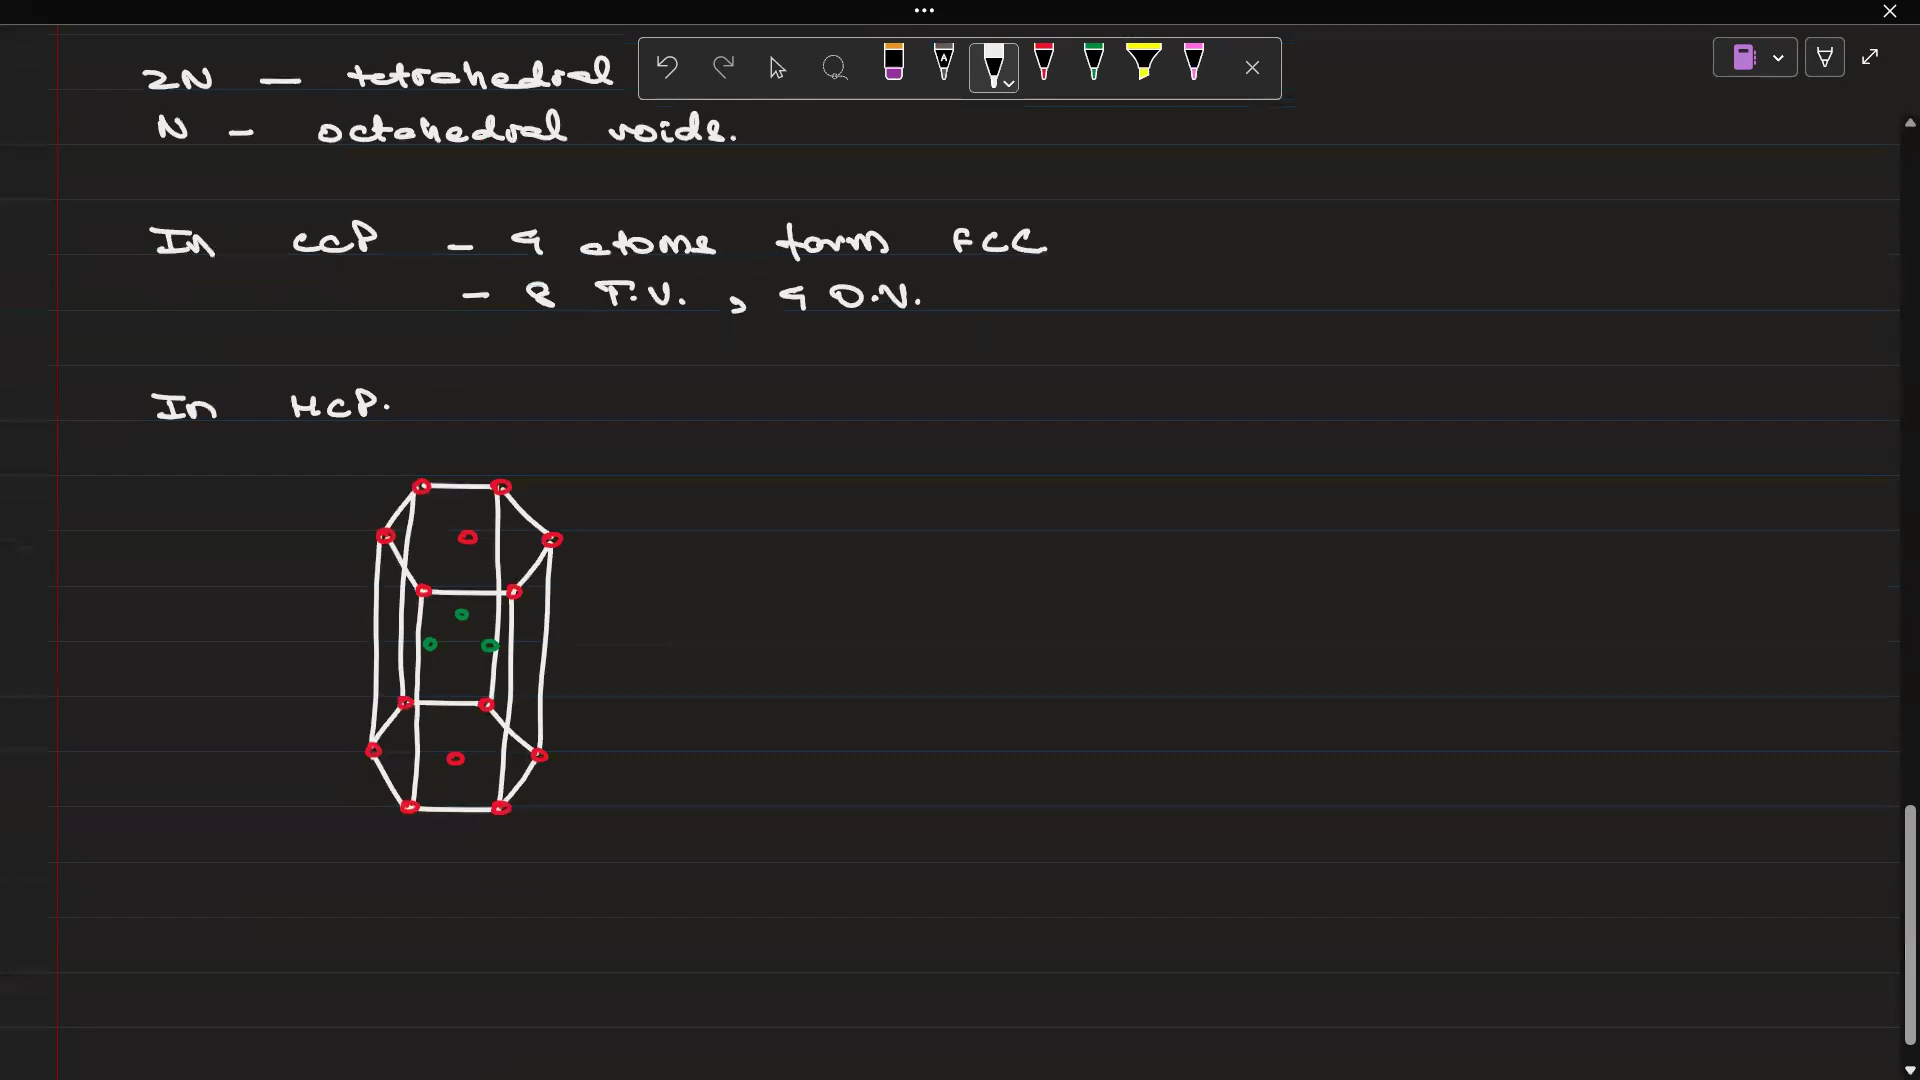 2N — tetrahedral
N - octahedral voids.
In CCP - 4 atoms form FCC
- 8 T.V. , 4 O.V.
In HCP.